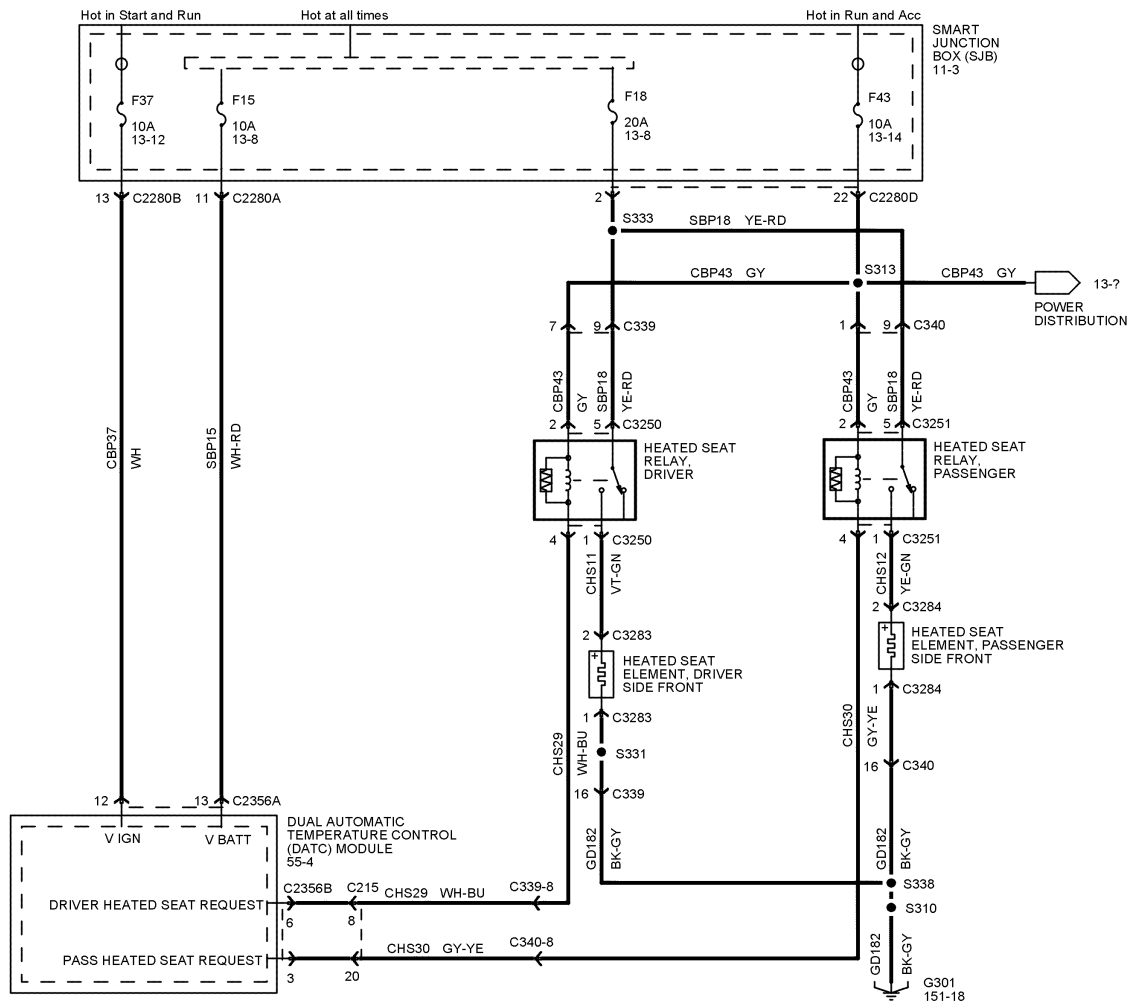 Hot in Start and Run
Hot at all times
Hot in Run and Acc
SMART
JUNCTION
BOX (SJB)
11-3
F37
10A
13-12
F15
10A
13-8
F18
20A
13-8
F43
10A
13-14
13
C2280B
11
C2280A
2
22
C2280D
S333
SBP18 YE-RD
S313
CBP43 GY
CBP43 GY
13-?
POWER
DISTRIBUTION
7
9
C339
1
9
C340
CBP43
GY
SBP18
YE-RD
CBP43
GY
SBP18
YE-RD
2
5
C3250
2
5
C3251
CBP37
WH
SBP15
WH-RD
HEATED SEAT
RELAY,
DRIVER
HEATED SEAT
RELAY,
PASSENGER
4
1
C3250
4
1
C3251
CHS11
VT-GN
CHS12
YE-GN
2
C3284
2
C3283
+
HEATED SEAT
ELEMENT, DRIVER
SIDE FRONT
+
HEATED SEAT
ELEMENT, PASSENGER
SIDE FRONT
1
C3284
1
C3283
CHS29
WH-BU
S331
CHS30
GY-YE
16
C340
16
C339
12
13
C2356A
V IGN
V BATT
DUAL AUTOMATIC
TEMPERATURE CONTROL
(DATC) MODULE
55-4
GD182
BK-GY
GD182
BK-GY
S338
S310
DRIVER HEATED SEAT REQUEST
C2356B
6
C215
8
CHS29 WH-BU
C339-8
PASS HEATED SEAT REQUEST
3
20
CHS30 GY-YE
C340-8
GD182
BK-GY
G301
151-18